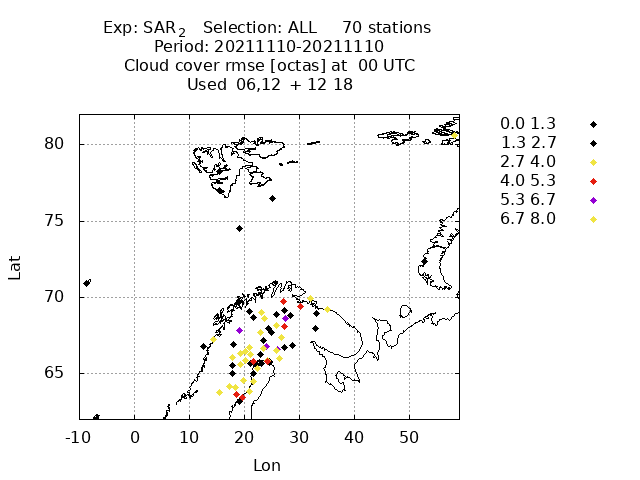 Exp: SAR2 Selection: ALL 70 stations
Period: 20211110-20211110
Cloud cover rmse [octas] at 00 UTC
Used 06,12 + 12 18
0.0 1.3
1.3 2.7
2.7 4.0
4.0 5.3
5.3 6.7
6.7 8.0
80
75
70
65
Lat
-10 0 10 20 30 40 50
Lon